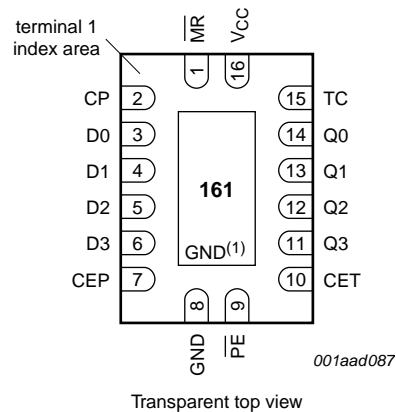 terminal 1
index area
M̅R̅
VCC
1
16
CP 2
15 TC
D0 3
14 Q0
D1 4
13 Q1
D2 5
12 Q2
D3 6
11 Q3
CEP 7
10 CET
161
GND(1)
8
9
GND
P̅E̅
001aad087
Transparent top view